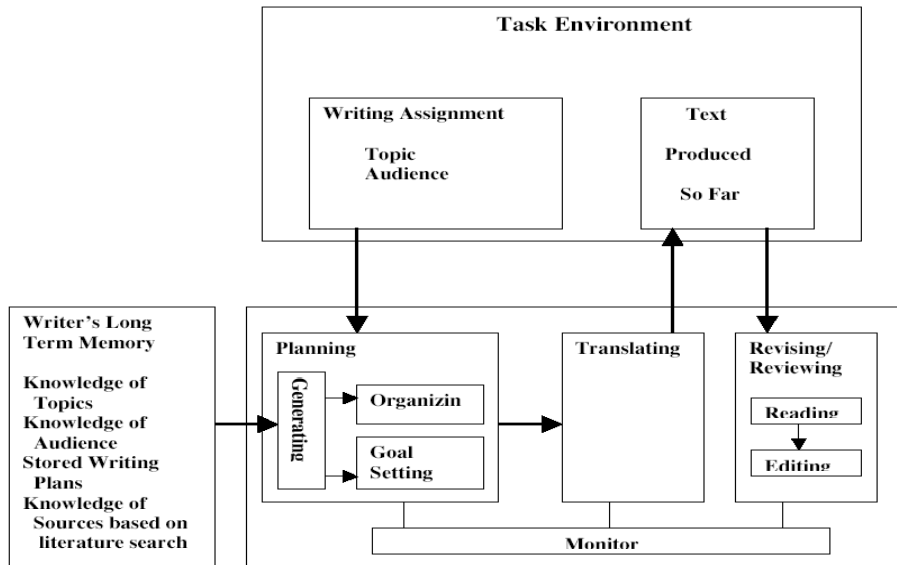 Task Environment
Writing Assignment
Topic
Audience
Text
Produced
So Far
Writer's Long
Term Memory
Knowledge of
Topics
Knowledge of
Audience
Stored Writing
Plans
Knowledge of
Sources based on
literature search
Planning
Generating
Organizin
Goal
Setting
Translating
Revising/
Reviewing
Reading
Editing
Monitor